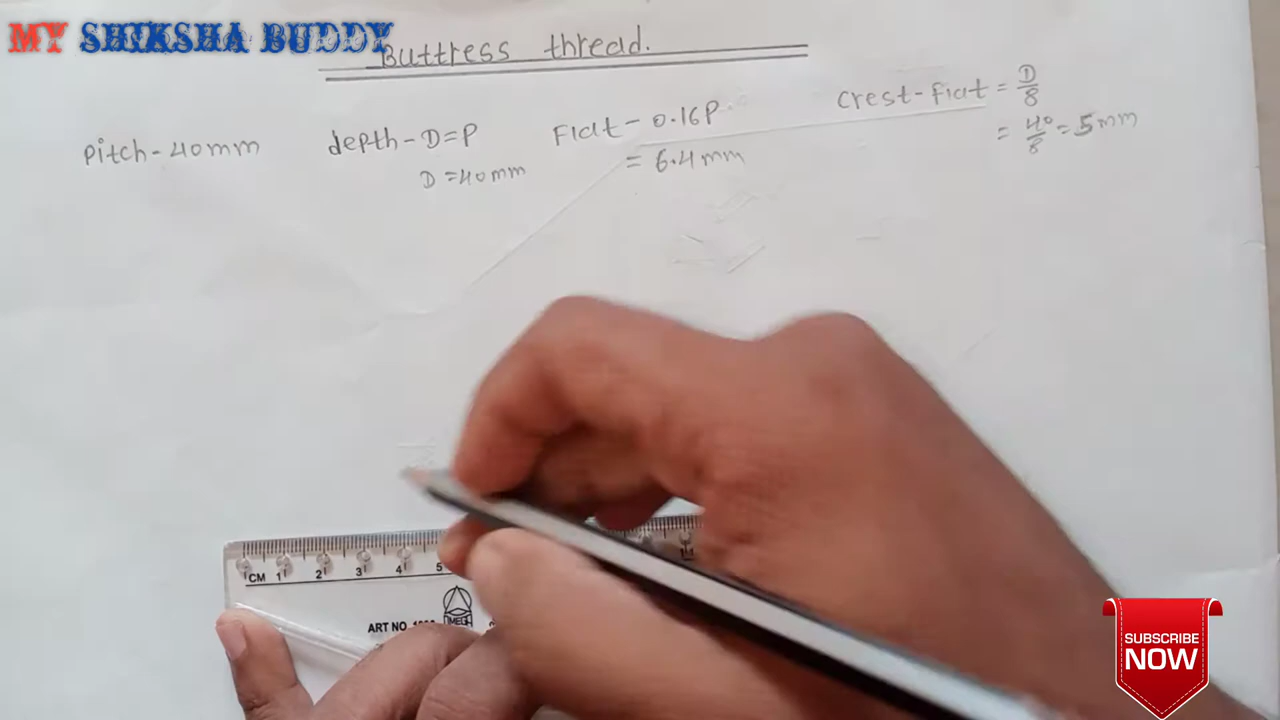 MY SHIKSHA BUDDY
Buttress thread.
Pitch - 40mm
depth - D = P
D = 40mm
Flat - 0.16P
= 6.4mm
Crest - Flat = D/8
= 40/8 = 5mm
CM 1 2 3 4 5
ART NO.
SUBSCRIBE
NOW